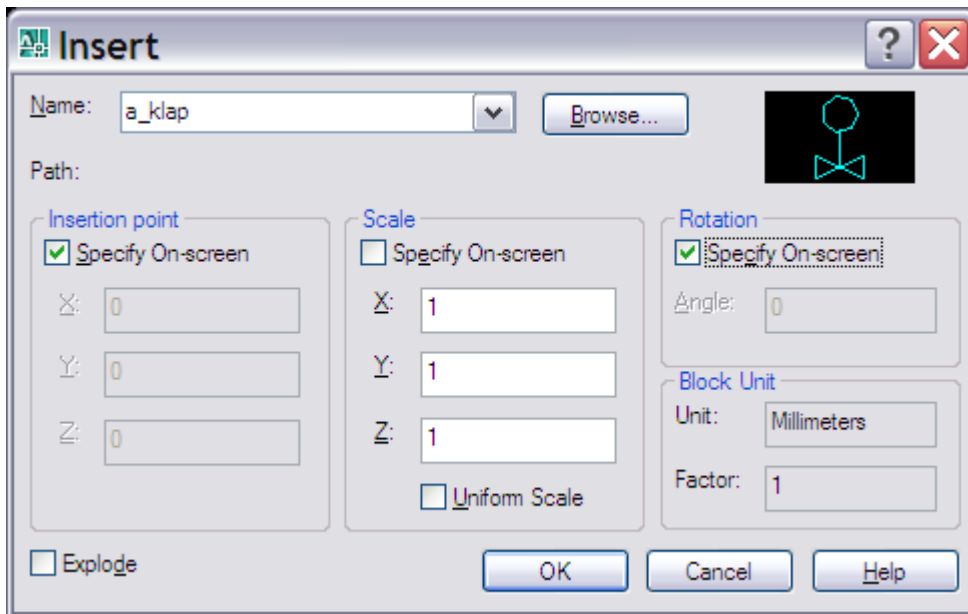 Insert
Name: a_klap Browse...
Path:
Insertion point
Specify On-screen
X: 0
Y: 0
Z: 0
Scale
Specify On-screen
X: 1
Y: 1
Z: 1
Uniform Scale
Rotation
Specify On-screen
Angle: 0
Block Unit
Unit: Millimeters
Factor: 1
Explode
OK Cancel Help